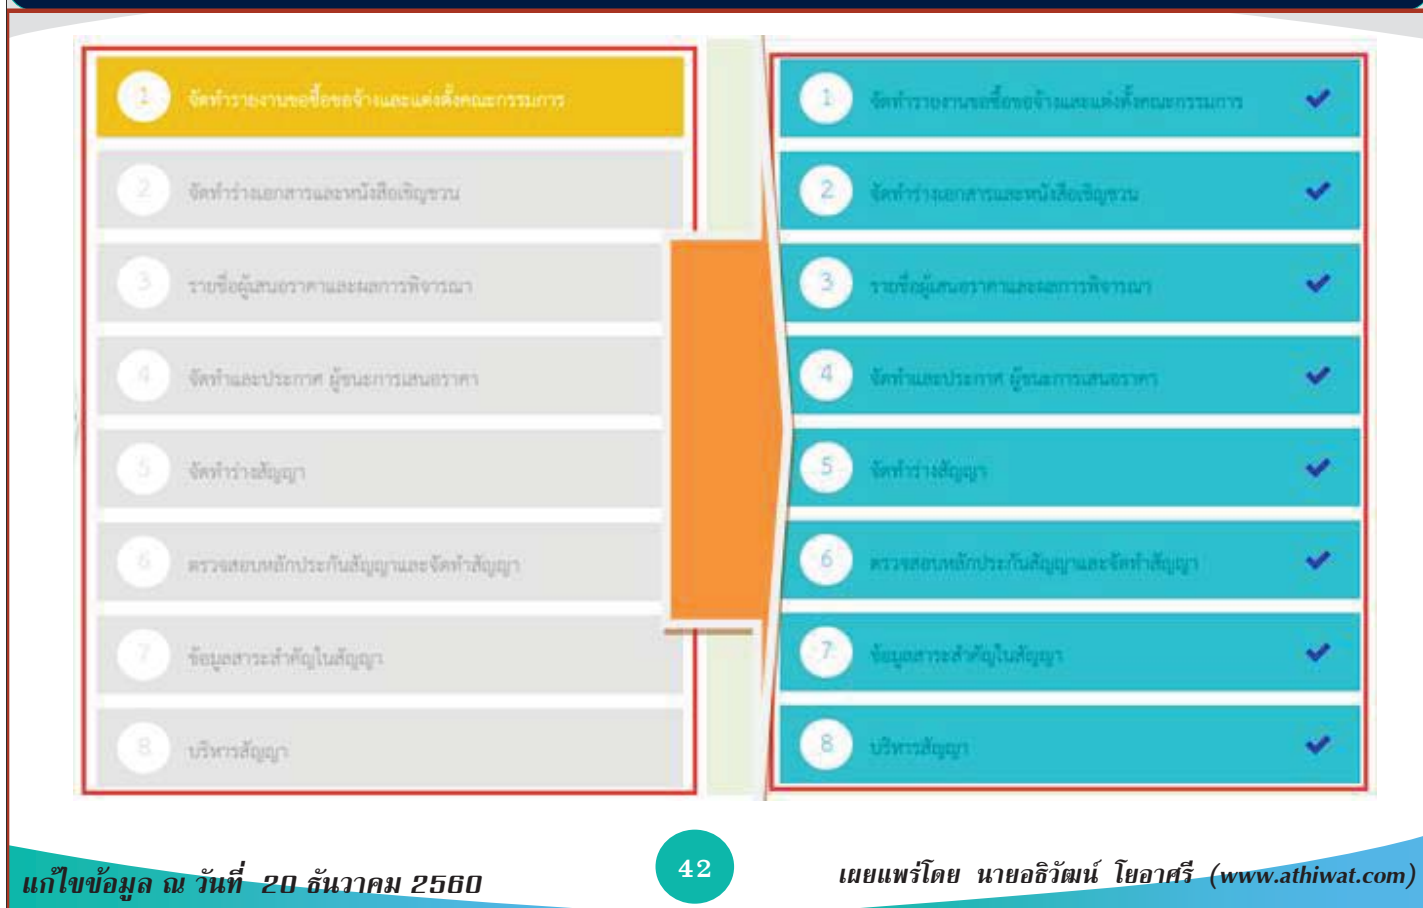 1 จัดทำรายงานขอซื้อขอจ้างและแต่งตั้งคณะกรรมการ
2 จัดทำร่างเอกสารและหนังสือเชิญชวน
3 รายชื่อผู้เสนอราคาและผลการพิจารณา
4 จัดทำและประกาศ ผู้ชนะการเสนอราคา
5 จัดทำร่างสัญญา
6 ตรวจสอบหลักประกันสัญญาและจัดทำสัญญา
7 ข้อมูลสาระสำคัญในสัญญา
8 บริหารสัญญา
1 จัดทำรายงานขอซื้อขอจ้างและแต่งตั้งคณะกรรมการ
2 จัดทำร่างเอกสารและหนังสือเชิญชวน
3 รายชื่อผู้เสนอราคาและผลการพิจารณา
4 จัดทำและประกาศ ผู้ชนะการเสนอราคา
5 จัดทำร่างสัญญา
6 ตรวจสอบหลักประกันสัญญาและจัดทำสัญญา
7 ข้อมูลสาระสำคัญในสัญญา
8 บริหารสัญญา
แก้ไขข้อมูล ณ วันที่ 20 ธันวาคม 2560
42
เผยแพร่โดย นายอธิวัฒน์ โยอาศรี (www.athiwat.com)